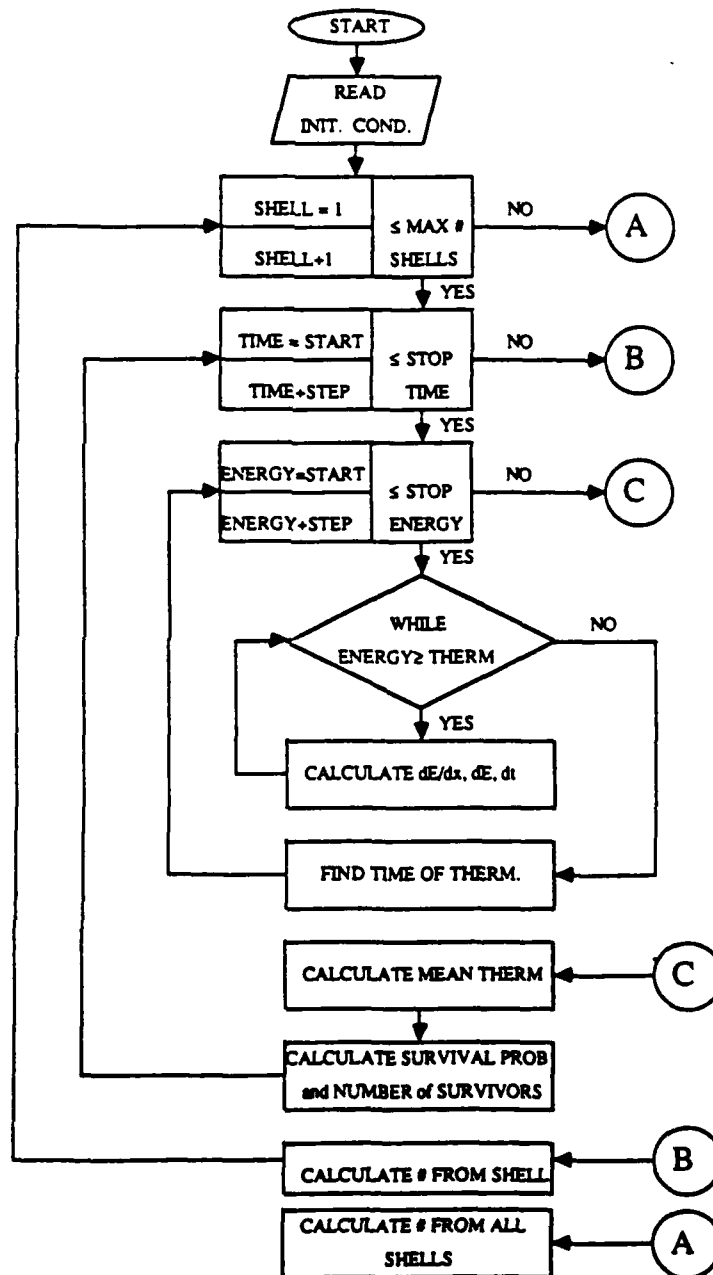 START
READ
INIT. COND.
SHELL = 1
SHELL+1
≤ MAX #
SHELLS
NO
A
YES
TIME = START
TIME+STEP
≤ STOP
TIME
NO
B
YES
ENERGY=START
ENERGY+STEP
≤ STOP
ENERGY
NO
C
YES
WHILE
ENERGY≥ THERM
NO
YES
CALCULATE dE/dx, dE, dt
FIND TIME OF THERM.
CALCULATE MEAN THERM
C
CALCULATE SURVIVAL PROB
and NUMBER of SURVIVORS
CALCULATE # FROM SHELL
B
CALCULATE # FROM ALL
SHELLS
A